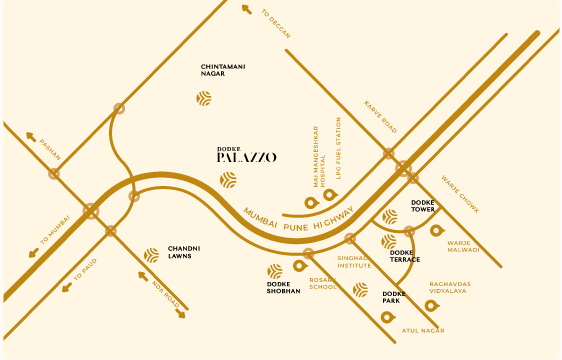 TO DECCAN
CHINTAMANI
NAGAR
KARVE ROAD
LPG FUEL STATION
MAI MANGESHKAR
HOSPITAL
PASHAN
DODKE
PALAZZO
WARJE CHOWK
MUMBAI PUNE HIGHWAY
DODKE
TOWER
TO MUMBAI
CHANDNI
LAWNS
WARJE
MALWADI
DODKE
TERRACE
SINGHAD
INSTITUTE
TO PAUD
NDA ROAD
DODKE
SHOBHAN
ROSARY
SCHOOL
DODKE
PARK
RAGHAVDAS
VIDYALAYA
ATUL NAGAR